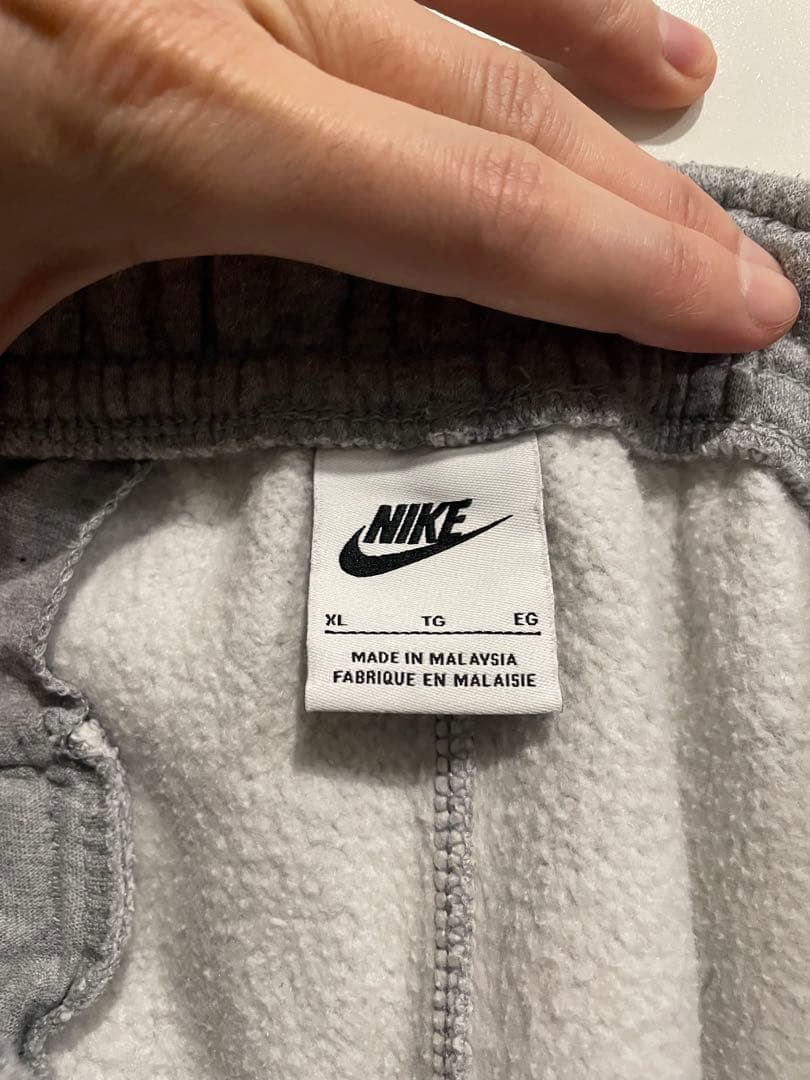 NIKE
XL TG EG
MADE IN MALAYSIA
FABRIQUE EN MALAISIE